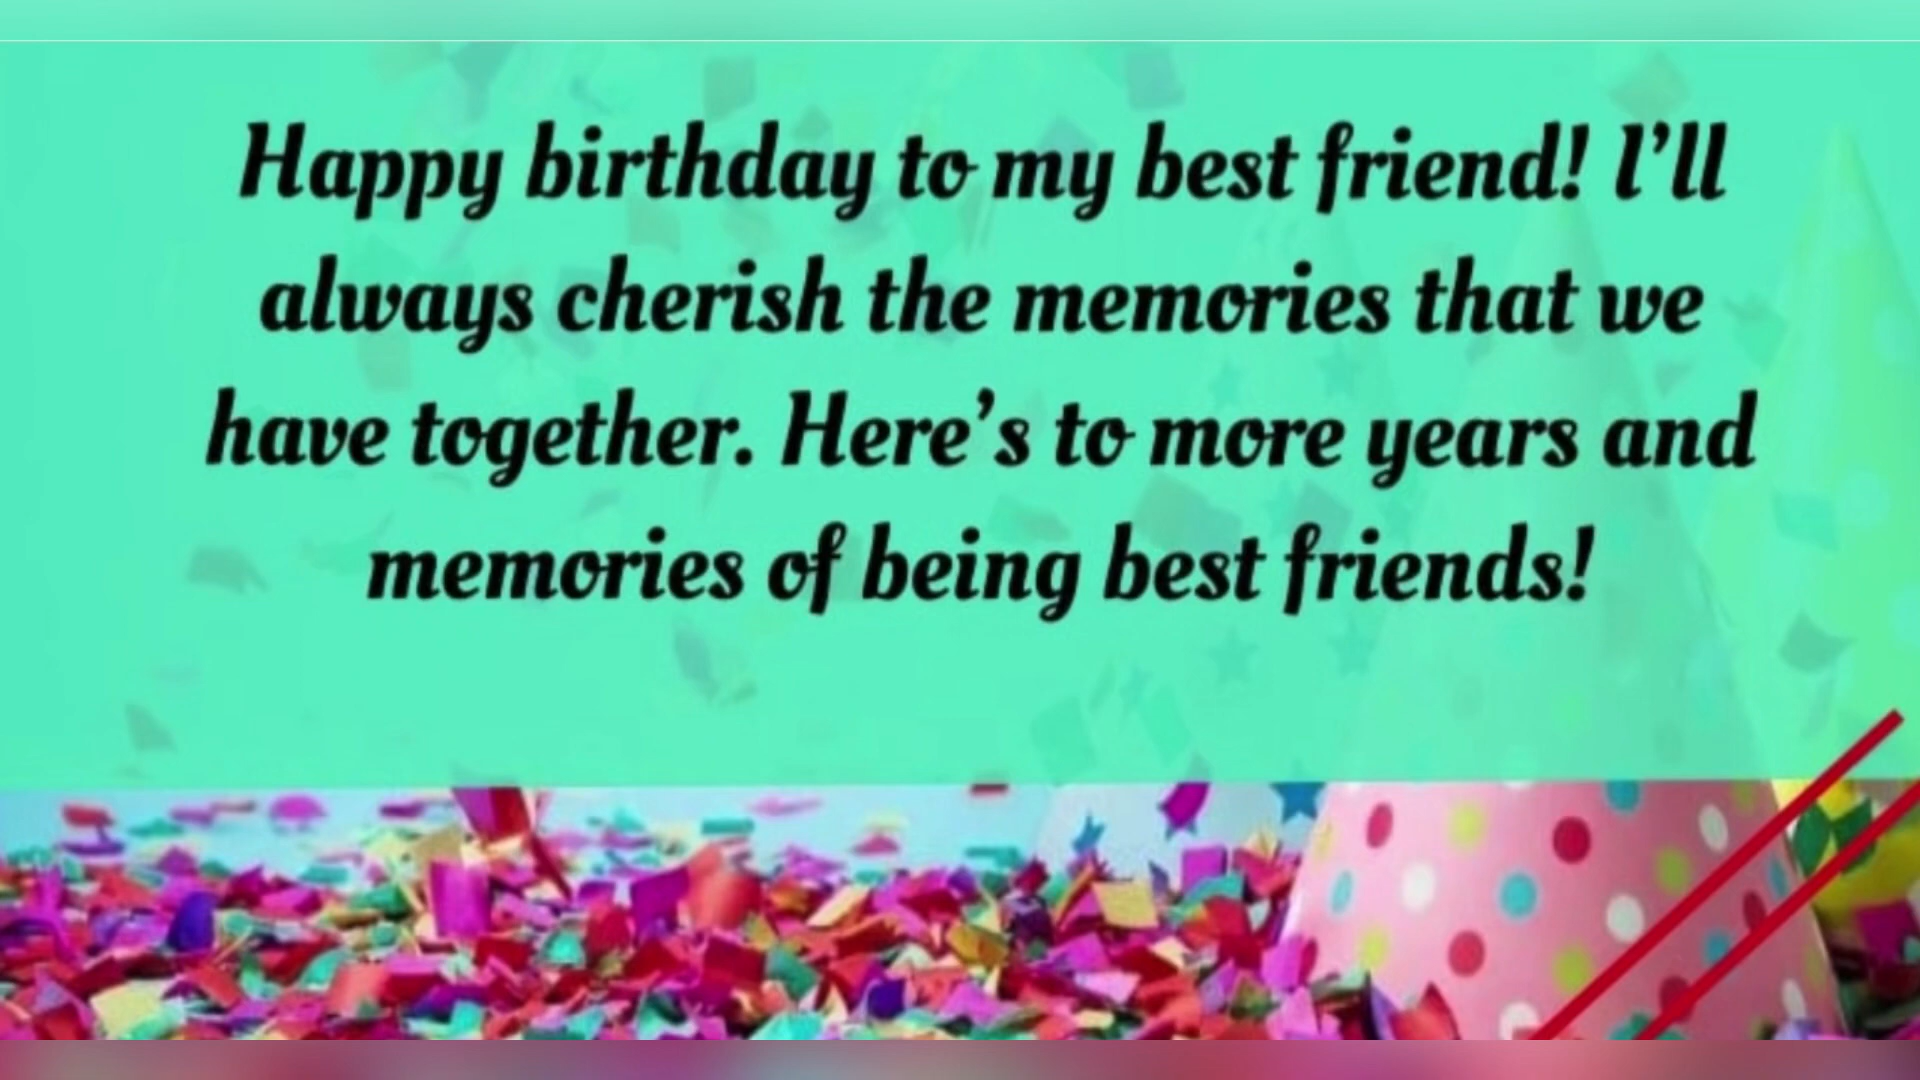 Happy birthday to my best friend! I’ll
always cherish the memories that we
have together. Here’s to more years and
memories of being best friends!